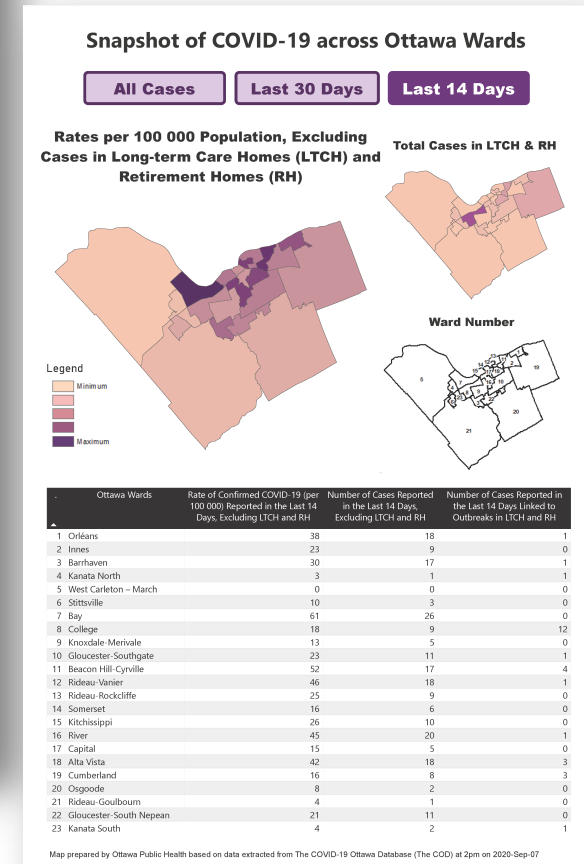 Snapshot of COVID-19 across Ottawa Wards
All Cases
Last 30 Days
Last 14 Days
Rates per 100 000 Population, Excluding
Cases in Long-term Care Homes (LTCH) and
Retirement Homes (RH)
Total Cases in LTCH & RH
Legend
Minimum
Maximum
Ward Number
5
7
19
20
21
. Ottawa Wards Rate of Confirmed COVID-19 (per Number of Cases Reported Number of Cases Reported in
100 000) Reported in the Last 14 in the Last 14 Days, the Last 14 Days Linked to
Days, Excluding LTCH and RH Excluding LTCH and RH Outbreaks in LTCH and RH
1 Orléans 38 18 1
2 Innes 23 9 0
3 Barrhaven 30 17 1
4 Kanata North 3 1 1
5 West Carleton – March 0 0 0
6 Stittsville 10 3 0
7 Bay 61 26 0
8 College 18 9 12
9 Knoxdale-Merivale 13 5 0
10 Gloucester-Southgate 23 11 1
11 Beacon Hill-Cyrville 52 17 4
12 Rideau-Vanier 46 18 1
13 Rideau-Rockcliffe 25 9 0
14 Somerset 16 6 0
15 Kitchissippi 26 10 0
16 River 45 20 1
17 Capital 15 5 0
18 Alta Vista 42 18 3
19 Cumberland 16 8 3
20 Osgoode 8 2 0
21 Rideau-Goulbourn 4 1 0
22 Gloucester-South Nepean 21 11 0
23 Kanata South 4 2 1
Map prepared by Ottawa Public Health based on data extracted from The COVID-19 Ottawa Database (The COD) at 2pm on 2020-Sep-07